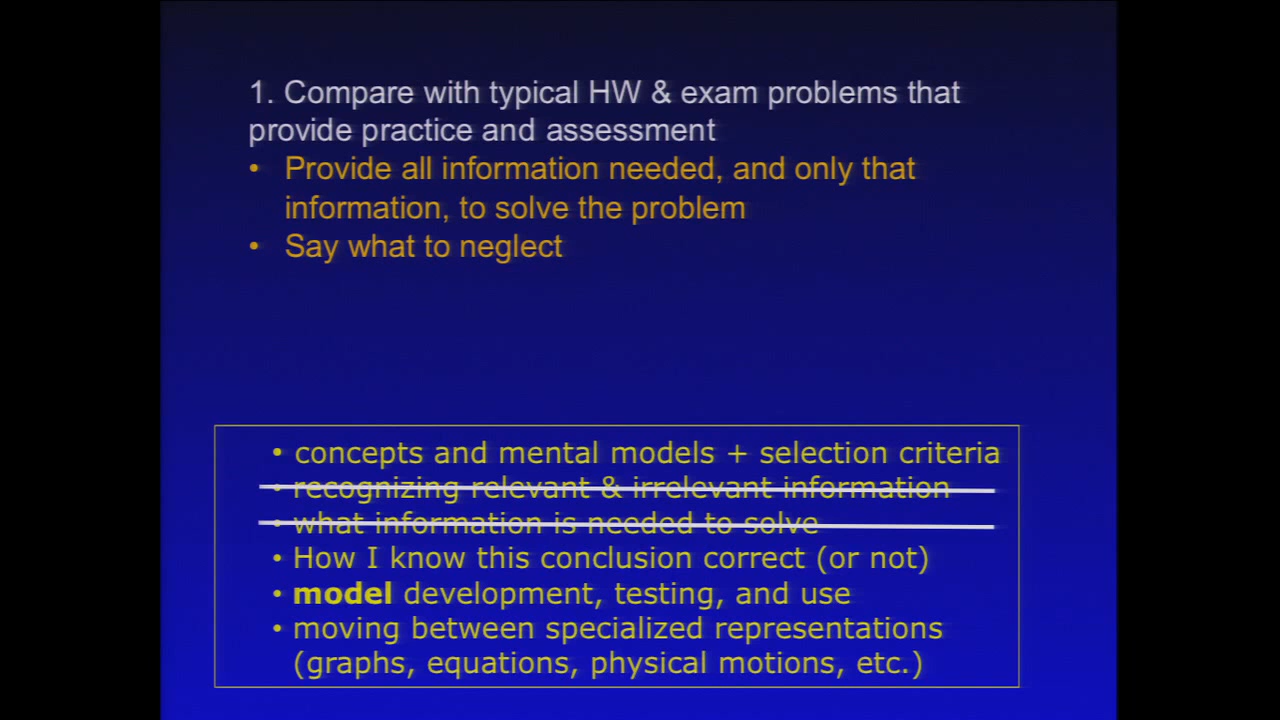 1. Compare with typical HW & exam problems that
provide practice and assessment
• Provide all information needed, and only that
information, to solve the problem
• Say what to neglect
• concepts and mental models + selection criteria
• recognizing relevant & irrelevant information
• what information is needed to solve
• How I know this conclusion correct (or not)
• model development, testing, and use
• moving between specialized representations
(graphs, equations, physical motions, etc.)